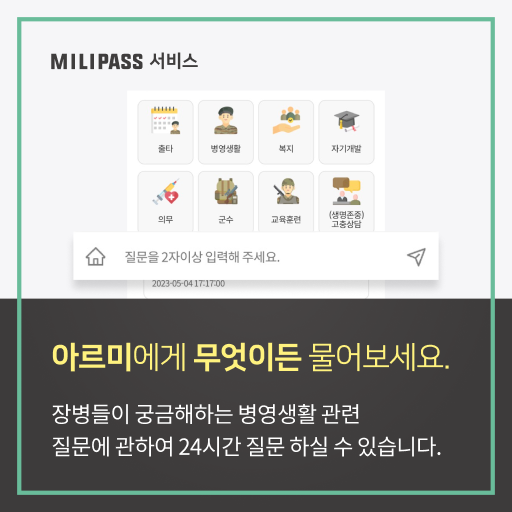 MILIPASS 서비스
출타 병영생활 복지 자기개발
의무 군수 교육훈련 (생명존중)
고충상담
질문을 2자이상 입력해 주세요.
2023-05-04 17:17:00
아르미에게 무엇이든 물어보세요.
장병들이 궁금해하는 병영생활 관련
질문에 관하여 24시간 질문 하실 수 있습니다.